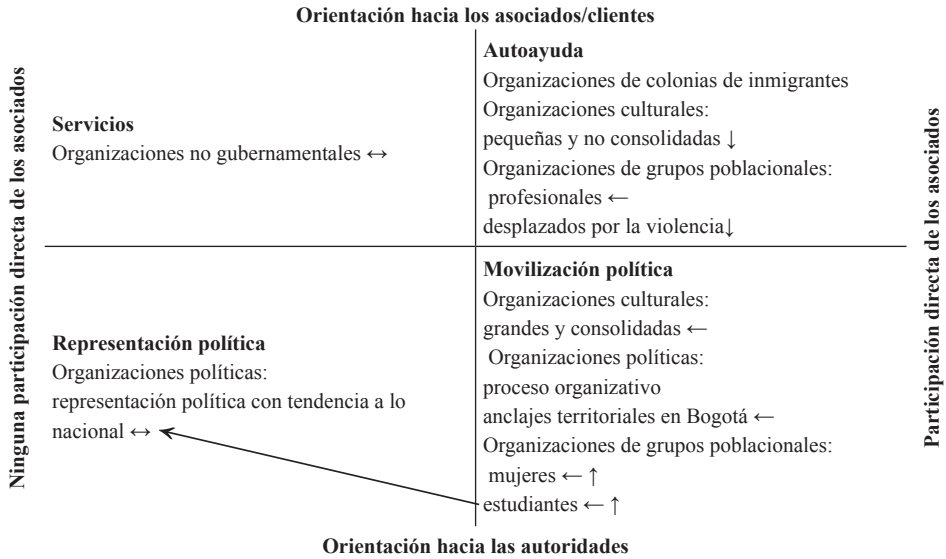 Orientación hacia los asociados/clientes
Ninguna participación directa de los asociados
Servicios
Organizaciones no gubernamentales ↔
Autoayuda
Organizaciones de colonias de inmigrantes
Organizaciones culturales:
pequeñas y no consolidadas ↓
Organizaciones de grupos poblacionales:
profesionales ←
desplazados por la violencia↓
Representación política
Organizaciones políticas:
representación política con tendencia a lo
nacional ↔
Movilización política
Organizaciones culturales:
grandes y consolidadas ←
Organizaciones políticas:
proceso organizativo
anclajes territoriales en Bogotá ←
Organizaciones de grupos poblacionales:
mujeres ← ↑
estudiantes ← ↑
Participación directa de los asociados
Orientación hacia las autoridades